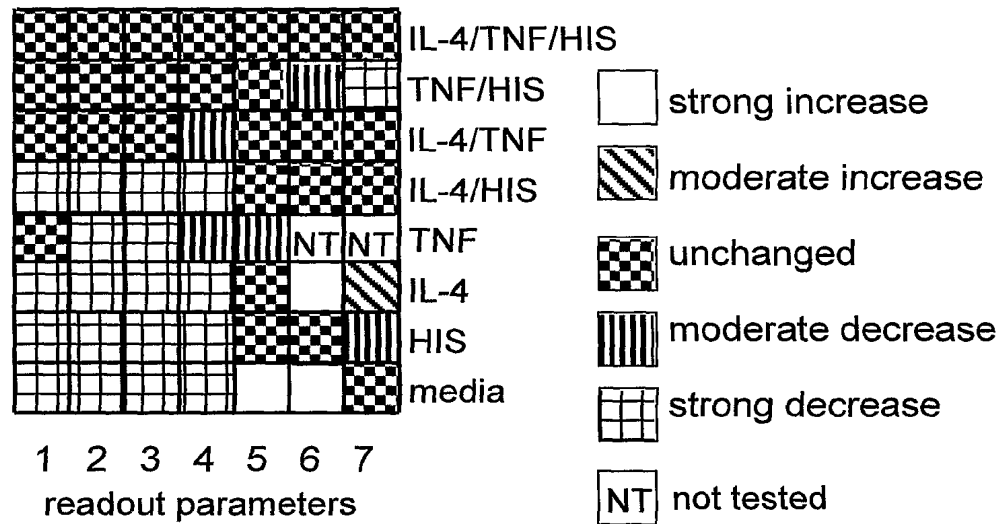 IL-4/TNF/HIS
TNF/HIS
IL-4/TNF
IL-4/HIS
NT NT TNF
IL-4
HIS
media
1 2 3 4 5 6 7
readout parameters
strong increase
moderate increase
unchanged
moderate decrease
strong decrease
NT not tested